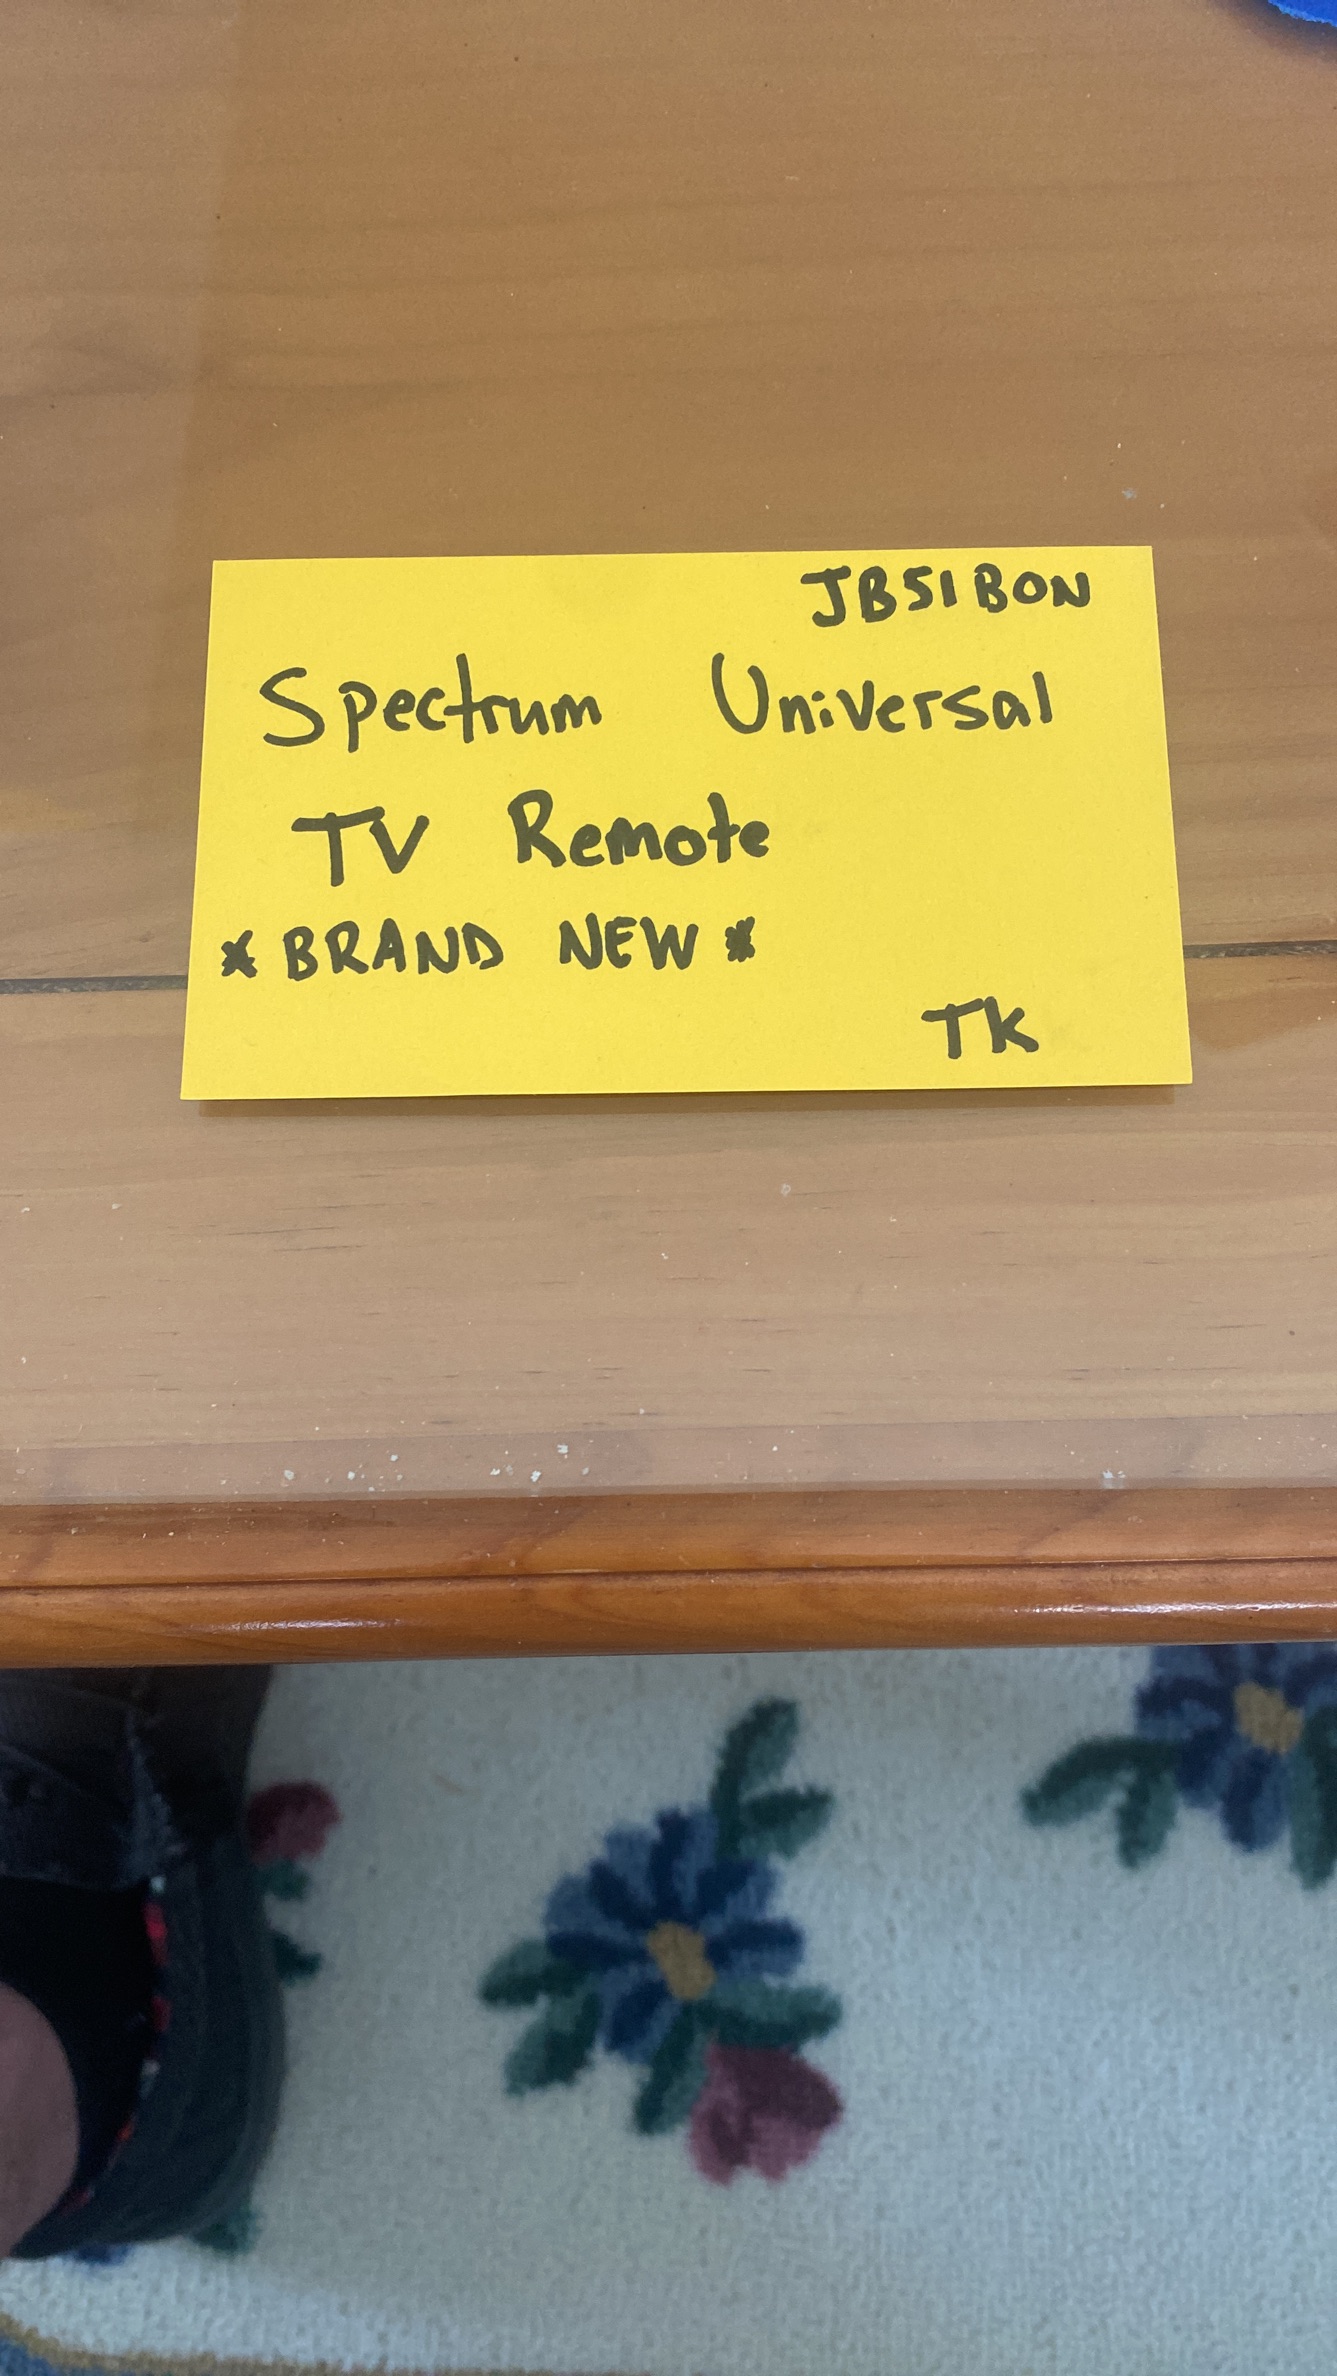 JB51BON
Spectrum Universal
TV Remote
* BRAND NEW *
TK